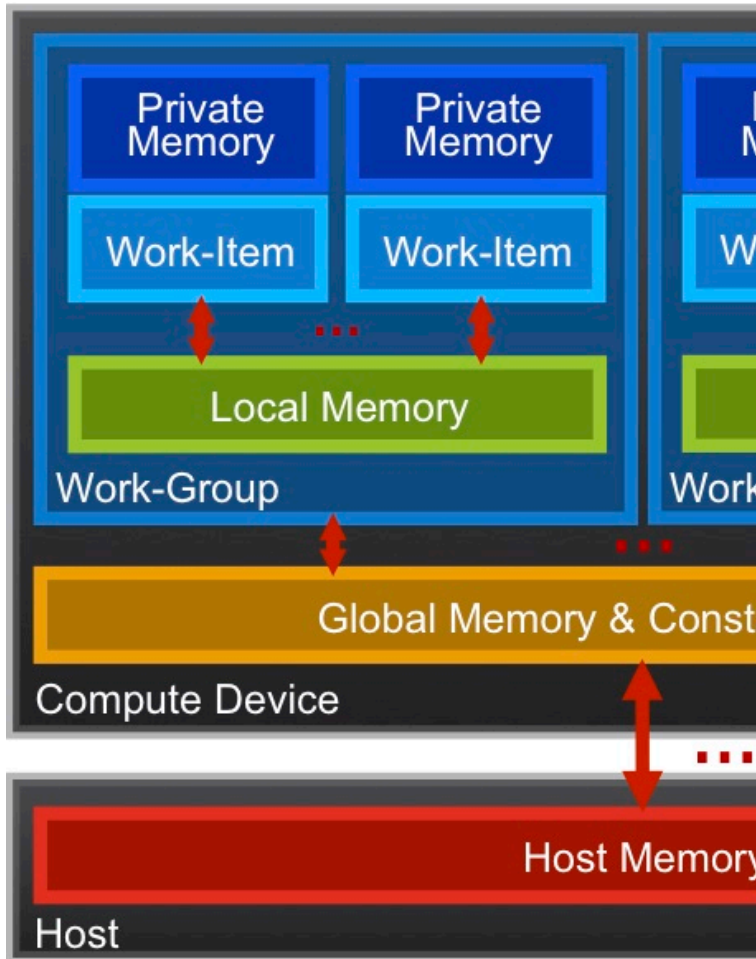 Private
Memory
Private
Memory
Work-Item
Work-Item
...
Local Memory
Work-Group
...
Global Memory & Const
Compute Device
...
Host Memory
Host